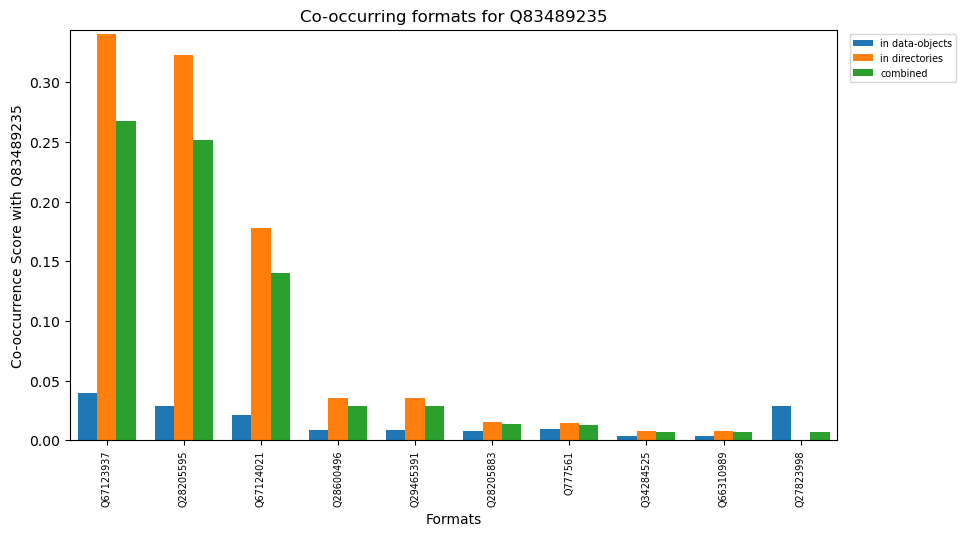 Co-occurring formats for Q83489235
Co-occurrence Score with Q83489235
0.30
0.25
0.20
0.15
0.10
0.05
0.00
Q67123937
Q28205595
Q67124021
Q28600496
Q29465391
Q28205883
Q777561
Q34284525
Q66310989
Q27823998
Formats
in data-objects
in directories
combined